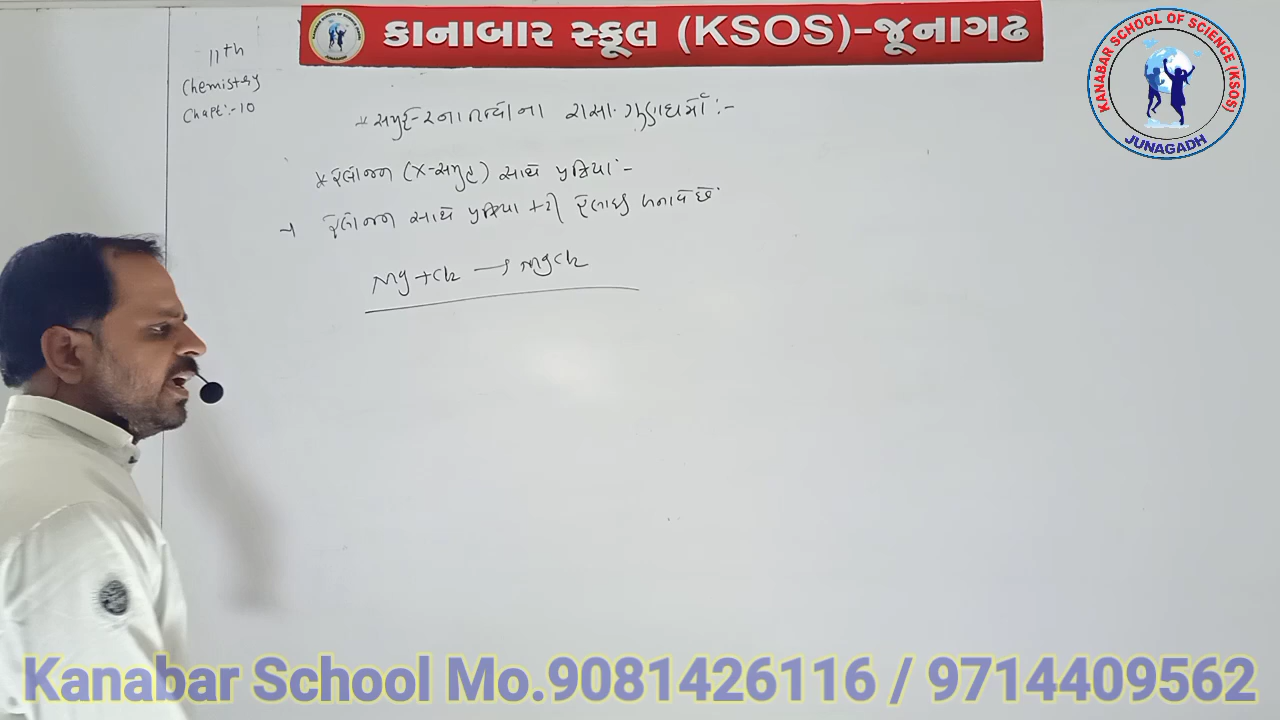 કાનાબાર સ્કૂલ (KSOS)-જૂનાગઢ
KANABAR SCHOOL OF SCIENCE (KSOS)
JUNAGADH
11th
Chemistry
Chapt:-10
* સમૂહ-2ના તત્વોના રાસા. ગુણધર્મો:-
* હેલોજન (X-સમુહ) સાથે પ્રક્રિયા:-
→ હેલોજન સાથે પ્રક્રિયા કરી હેલાઇડ બનાવે છે.
Mg + Cl2 → MgCl2
Kanabar School Mo.9081426116 / 9714409562